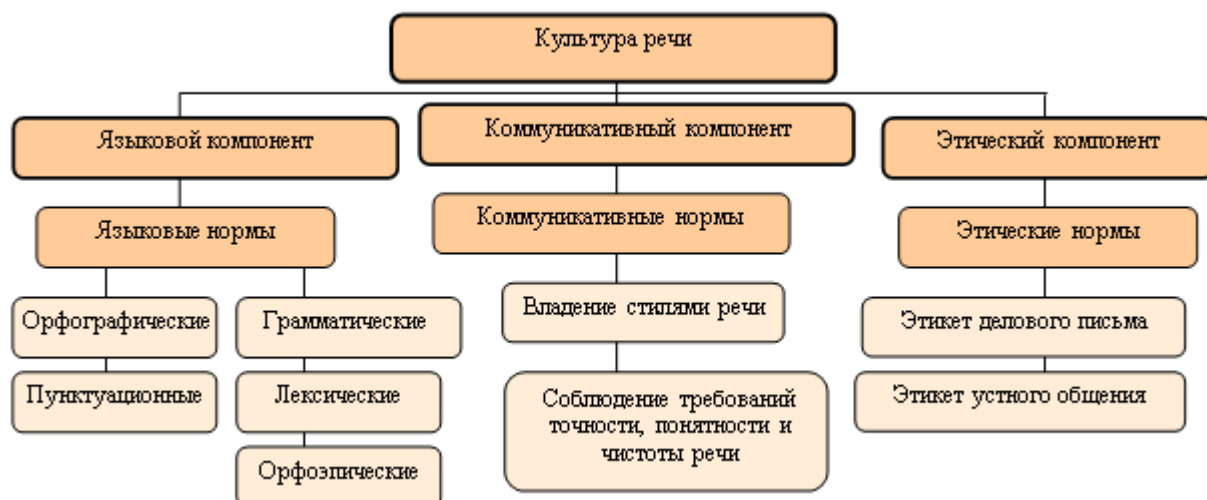 Культура речи
Языковой компонент
Коммуникативный компонент
Этический компонент
Языковые нормы
Коммуникативные нормы
Этические нормы
Орфографические
Грамматические
Владение стилями речи
Этикет делового письма
Пунктуационные
Лексические
Соблюдение требований
точности, понятности и
чистоты речи
Этикет устного общения
Орфоэпические